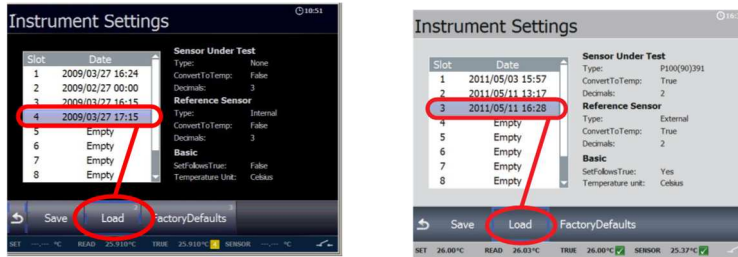 10:51
Instrument Settings
Slot Date
1 2009/03/27 16:24
2 2009/02/27 00:00
3 2009/03/27 16:15
4 2009/03/27 17:15
5 Empty
6 Empty
7 Empty
8 Empty
Sensor Under Test
Type: None
ConvertToTemp: False
Decimals: 3
Reference Sensor
Type: Internal
ConvertToTemp: False
Decimals: 3
Basic
SetFollowsTrue: False
Temperature Unit: Celsius
Save Load FactoryDefaults
SET --.-- °C READ 25.910°C TRUE 25.910°C 4 SENSOR --.-- °C
Instrument Settings
Slot Date
1 2011/05/03 15:57
2 2011/05/11 13:17
3 2011/05/11 16:28
4 Empty
5 Empty
6 Empty
7 Empty
8 Empty
Sensor Under Test
Type: P100(90)391
ConvertToTemp: True
Decimals: 2
Reference Sensor
Type: External
ConvertToTemp: True
Decimals: 2
Basic
SetFollowsTrue: Yes
Temperature unit: Celsius
Save Load FactoryDefaults
SET 26.00°C READ 26.03°C TRUE 26.00°C SENSOR 25.37°C